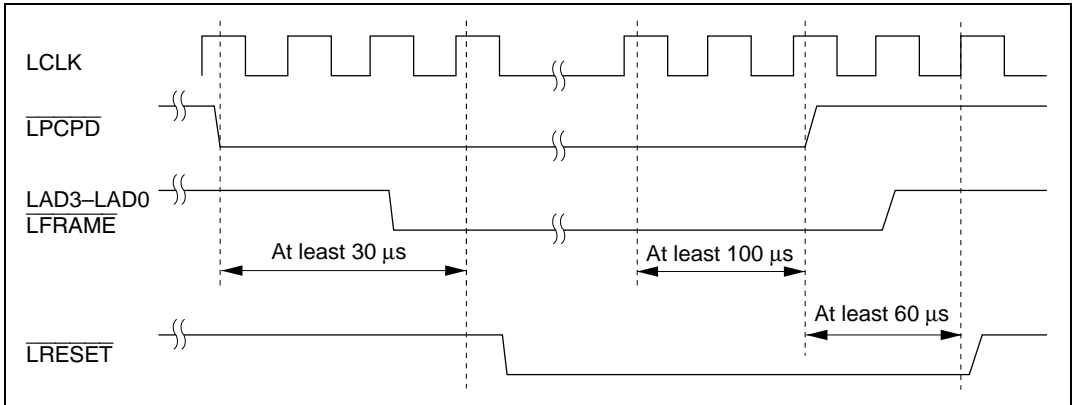 LCLK
LPCPD
LAD3–LAD0
LFRAME
At least 30 μs
At least 100 μs
At least 60 μs
LRESET